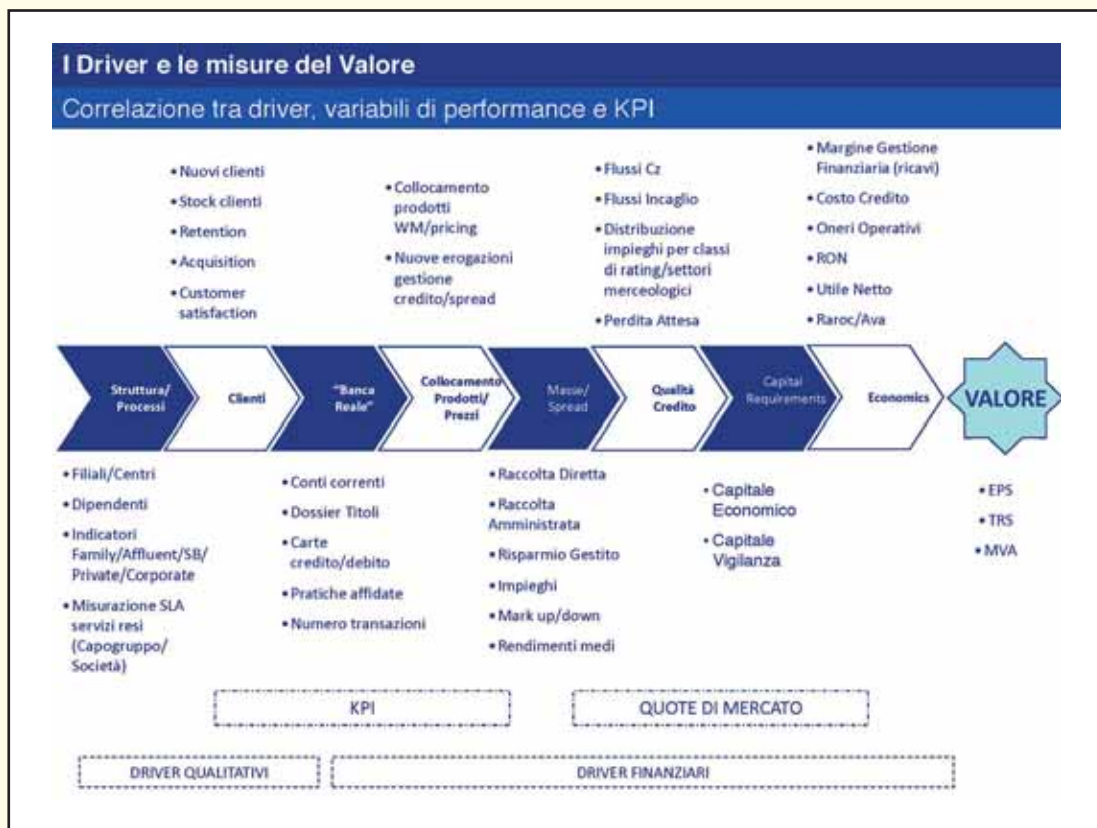 I Driver e le misure del Valore
Correlazione tra driver, variabili di performance e KPI
• Nuovi clienti
• Stock clienti
• Retention
• Acquisition
• Customer
satisfaction
• Collocamento
prodotti
WM/pricing
• Nuove erogazioni
gestione
credito/spread
• Flussi Cz
• Flussi Incaglio
• Distribuzione
impieghi per classi
di rating/settori
merceologici
• Perdita Attesa
• Margine Gestione
Finanziaria (ricavi)
• Costo Credito
• Oneri Operativi
• RON
• Utile Netto
• Raroc/Ava
Struttura/
Processi
Clienti
"Banca
Reale"
Collocamento
Prodotti/
Prezzi
Masse/
Spread
Qualità
Credito
Capital
Requirements
Economics
VALORE
• Filiali/Centri
• Dipendenti
• Indicatori
Family/Affluent/SB/
Private/Corporate
• Misurazione SLA
servizi resi
(Capogruppo/
Società)
• Conti correnti
• Dossier Titoli
• Carte
credito/debito
• Pratiche affidate
• Numero transazioni
• Raccolta Diretta
• Raccolta
Amministrata
• Risparmio Gestito
• Impieghi
• Mark up/down
• Rendimenti medi
• Capitale
Economico
• Capitale
Vigilanza
• EPS
• TRS
• MVA
KPI
QUOTE DI MERCATO
DRIVER QUALITATIVI
DRIVER FINANZIARI